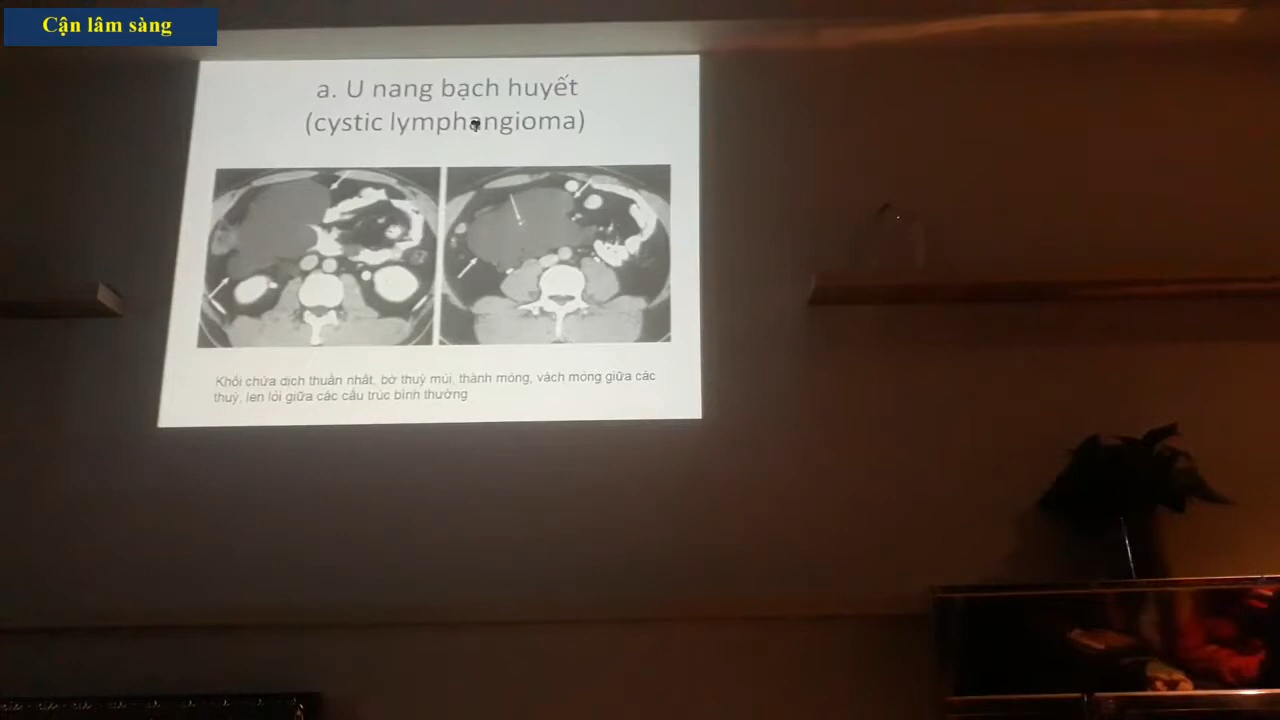 Cận lâm sàng
a. U nang bạch huyết
(cystic lymphangioma)
Khối chứa dịch thuần nhất, bờ thuỳ múi, thành mỏng, vách mỏng giữa các
thuỳ, len lỏi giữa các cấu trúc bình thường